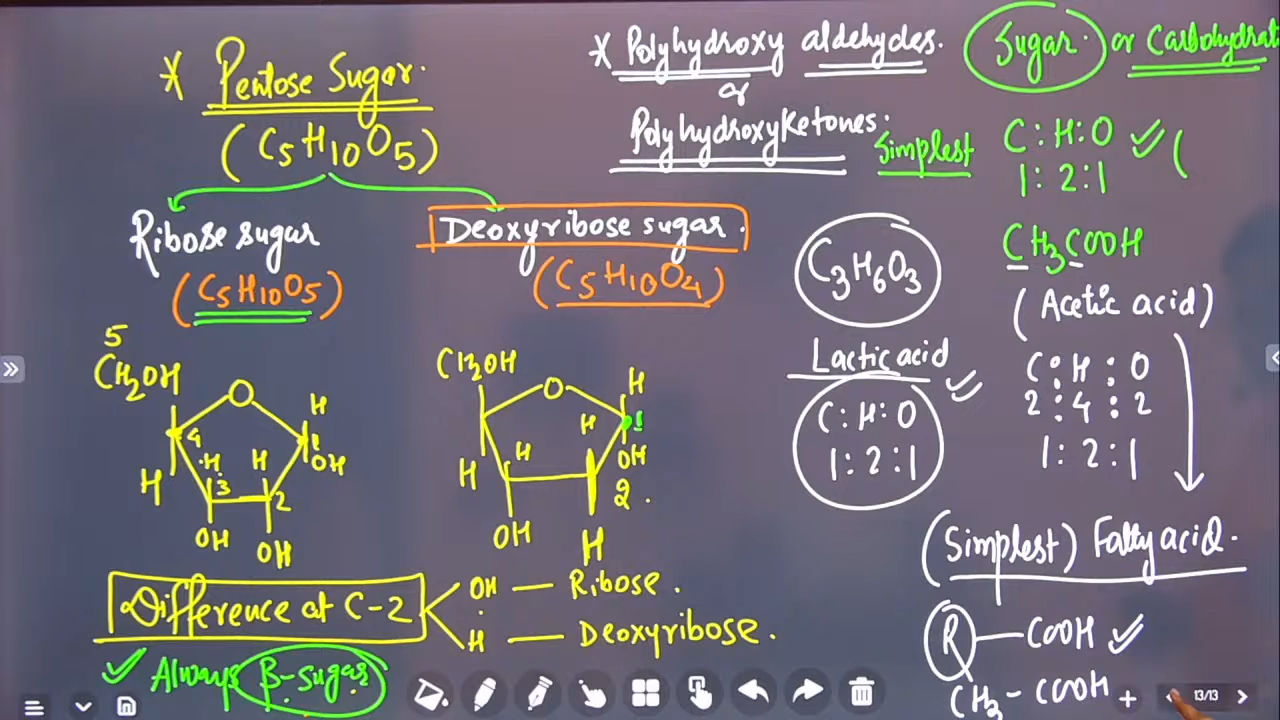 * Pentose Sugar.
(C5H10O5)
Ribose sugar
(C5H10O5)
Deoxyribose sugar.
(C5H10O4)
5
CH2OH
O
4
H
H
3
H
2
H
1
OH
OH
OH
Cl2OH
O
H
H
1
OH
H
H
2.
OH
H
Difference at C-2
OH — Ribose.
H — Deoxyribose.
✓ Always β-sugar
* Polyhydroxy aldehydes.
or
PolyhydroxyKetones.
Sugar or Carbohydrat
Simplest
C : H : O ✓ (
1 : 2 : 1
C3H6O3
Lactic acid
C : H : O
1 : 2 : 1
CH3COOH
(Acetic acid)
C : H : O
2 : 4 : 2
1 : 2 : 1
(Simplest) Fatty acid.
R — COOH ✓
CH3 - COOH
13/13